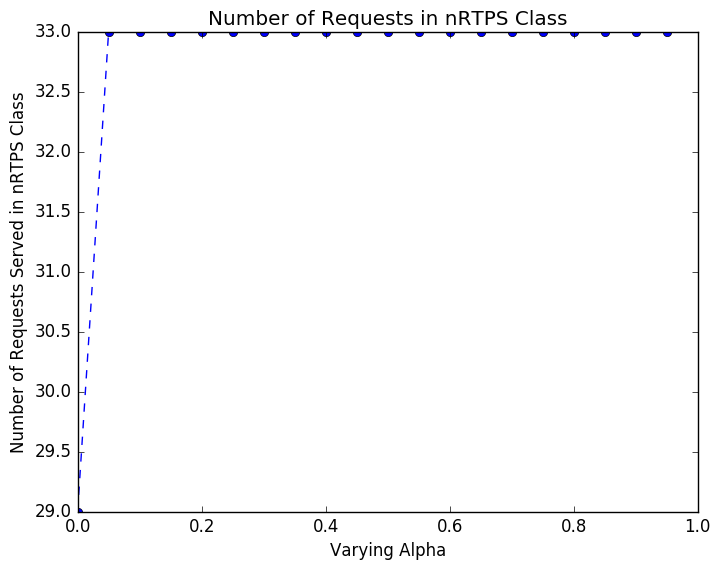 Number of Requests in nRTPS Class
33.0
32.5
32.0
31.5
31.0
30.5
30.0
29.5
29.0
Number of Requests Served in nRTPS Class
0.0 0.2 0.4 0.6 0.8 1.0
Varying Alpha